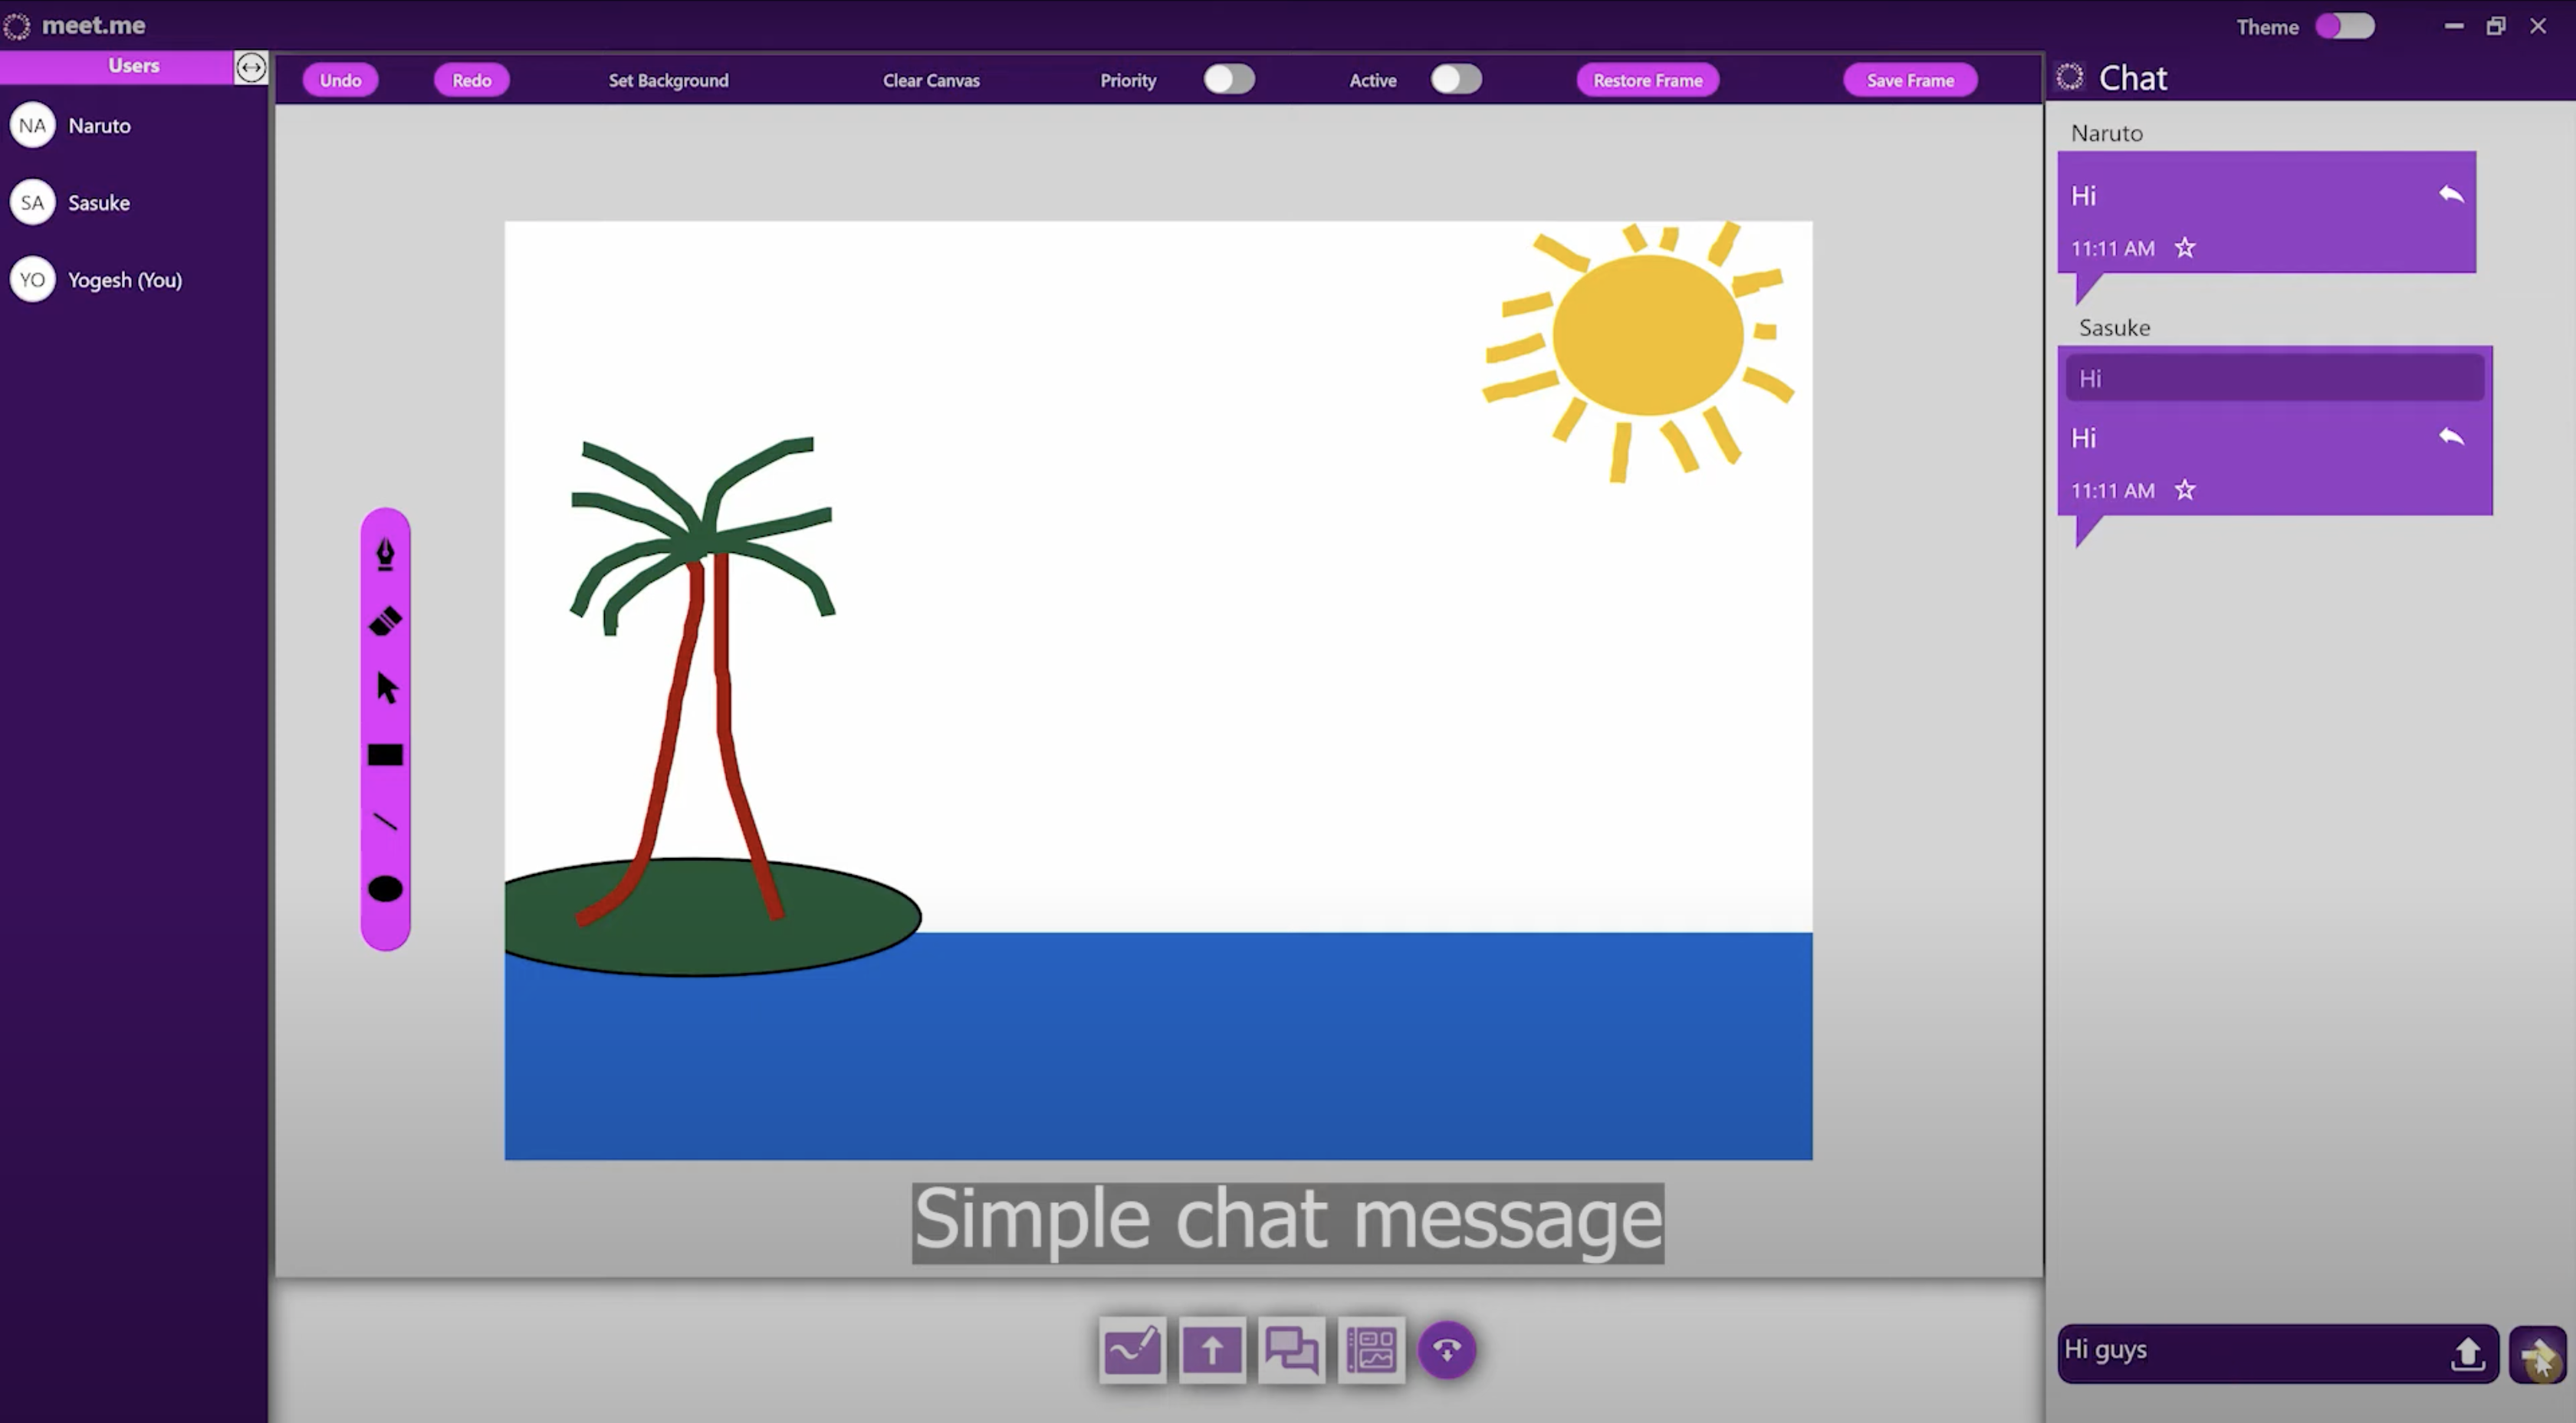 meet.me
Theme
Users
NA Naruto
SA Sasuke
YO Yogesh (You)
Undo Redo Set Background Clear Canvas Priority Active Restore Frame Save Frame
Chat
Naruto
Hi
11:11 AM
Sasuke
Hi
Hi
11:11 AM
Simple chat message
Hi guys